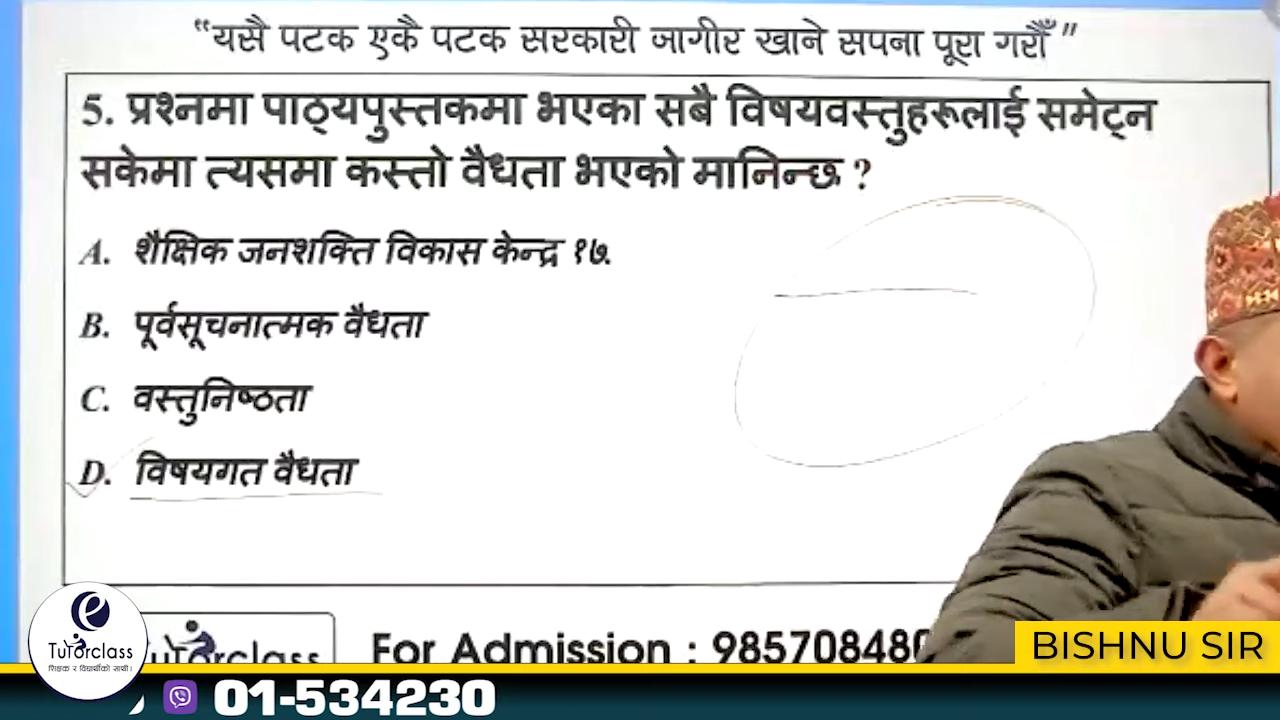 “यसै पटक एकै पटक सरकारी जागीर खाने सपना पूरा गरौँ”
5. प्रश्नमा पाठ्यपुस्तकमा भएका सबै विषयवस्तुहरूलाई समेट्न
सकेमा त्यसमा कस्तो वैधता भएको मानिन्छ ?
A. शैक्षिक जनशक्ति विकास केन्द्र १७.
B. पूर्वसूचनात्मक वैधता
C. वस्तुनिष्ठता
D. विषयगत वैधता
Tutorclass
शिक्षक र विद्यार्थीको साथी।
Tutorclass
For Admission : 985708480
BISHNU SIR
01-534230